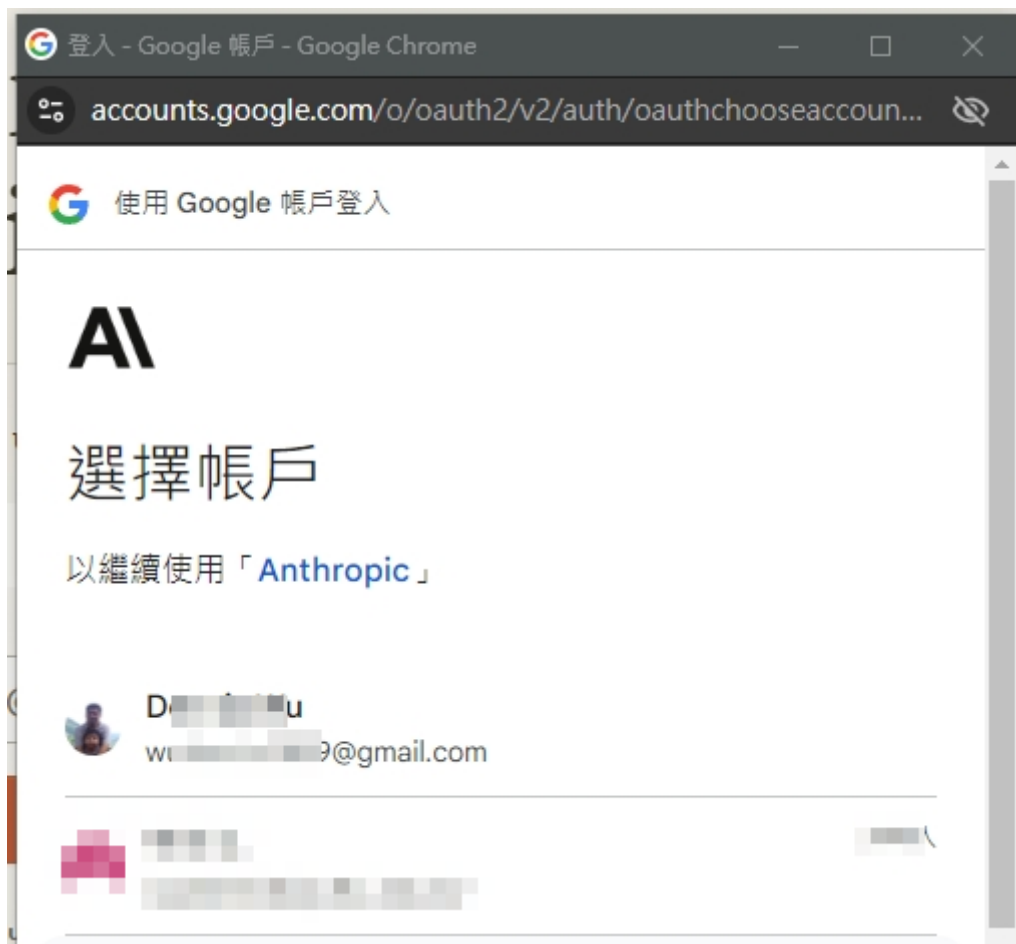 登入 - Google 帳戶 - Google Chrome
accounts.google.com/o/oauth2/v2/auth/oauthchooseaccoun...
使用 Google 帳戶登入
選擇帳戶
以繼續使用「Anthropic」
@gmail.com